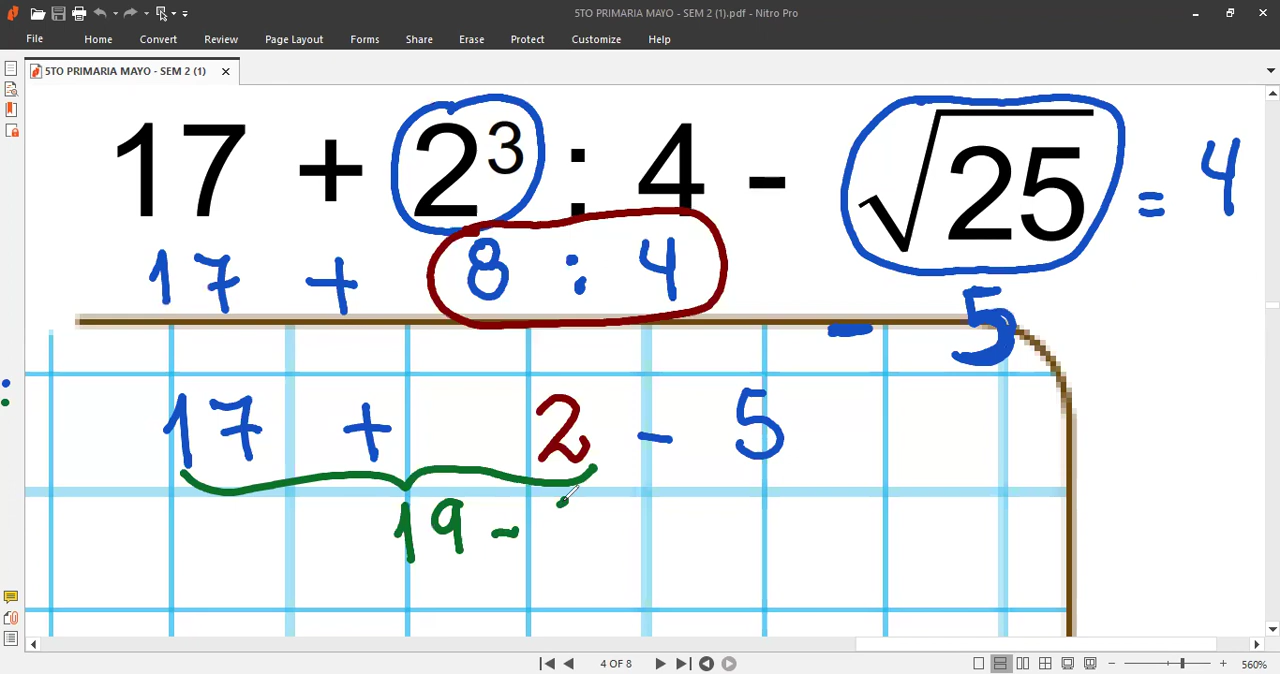 5TO PRIMARIA MAYO - SEM 2 (1).pdf - Nitro Pro
File Home Convert Review Page Layout Forms Share Erase Protect Customize Help
5TO PRIMARIA MAYO - SEM 2 (1)
17 + 2³ : 4 - √25 = 4
17 + 8 : 4 - 5
17 + 2 - 5
19 -
4 OF 8
560%